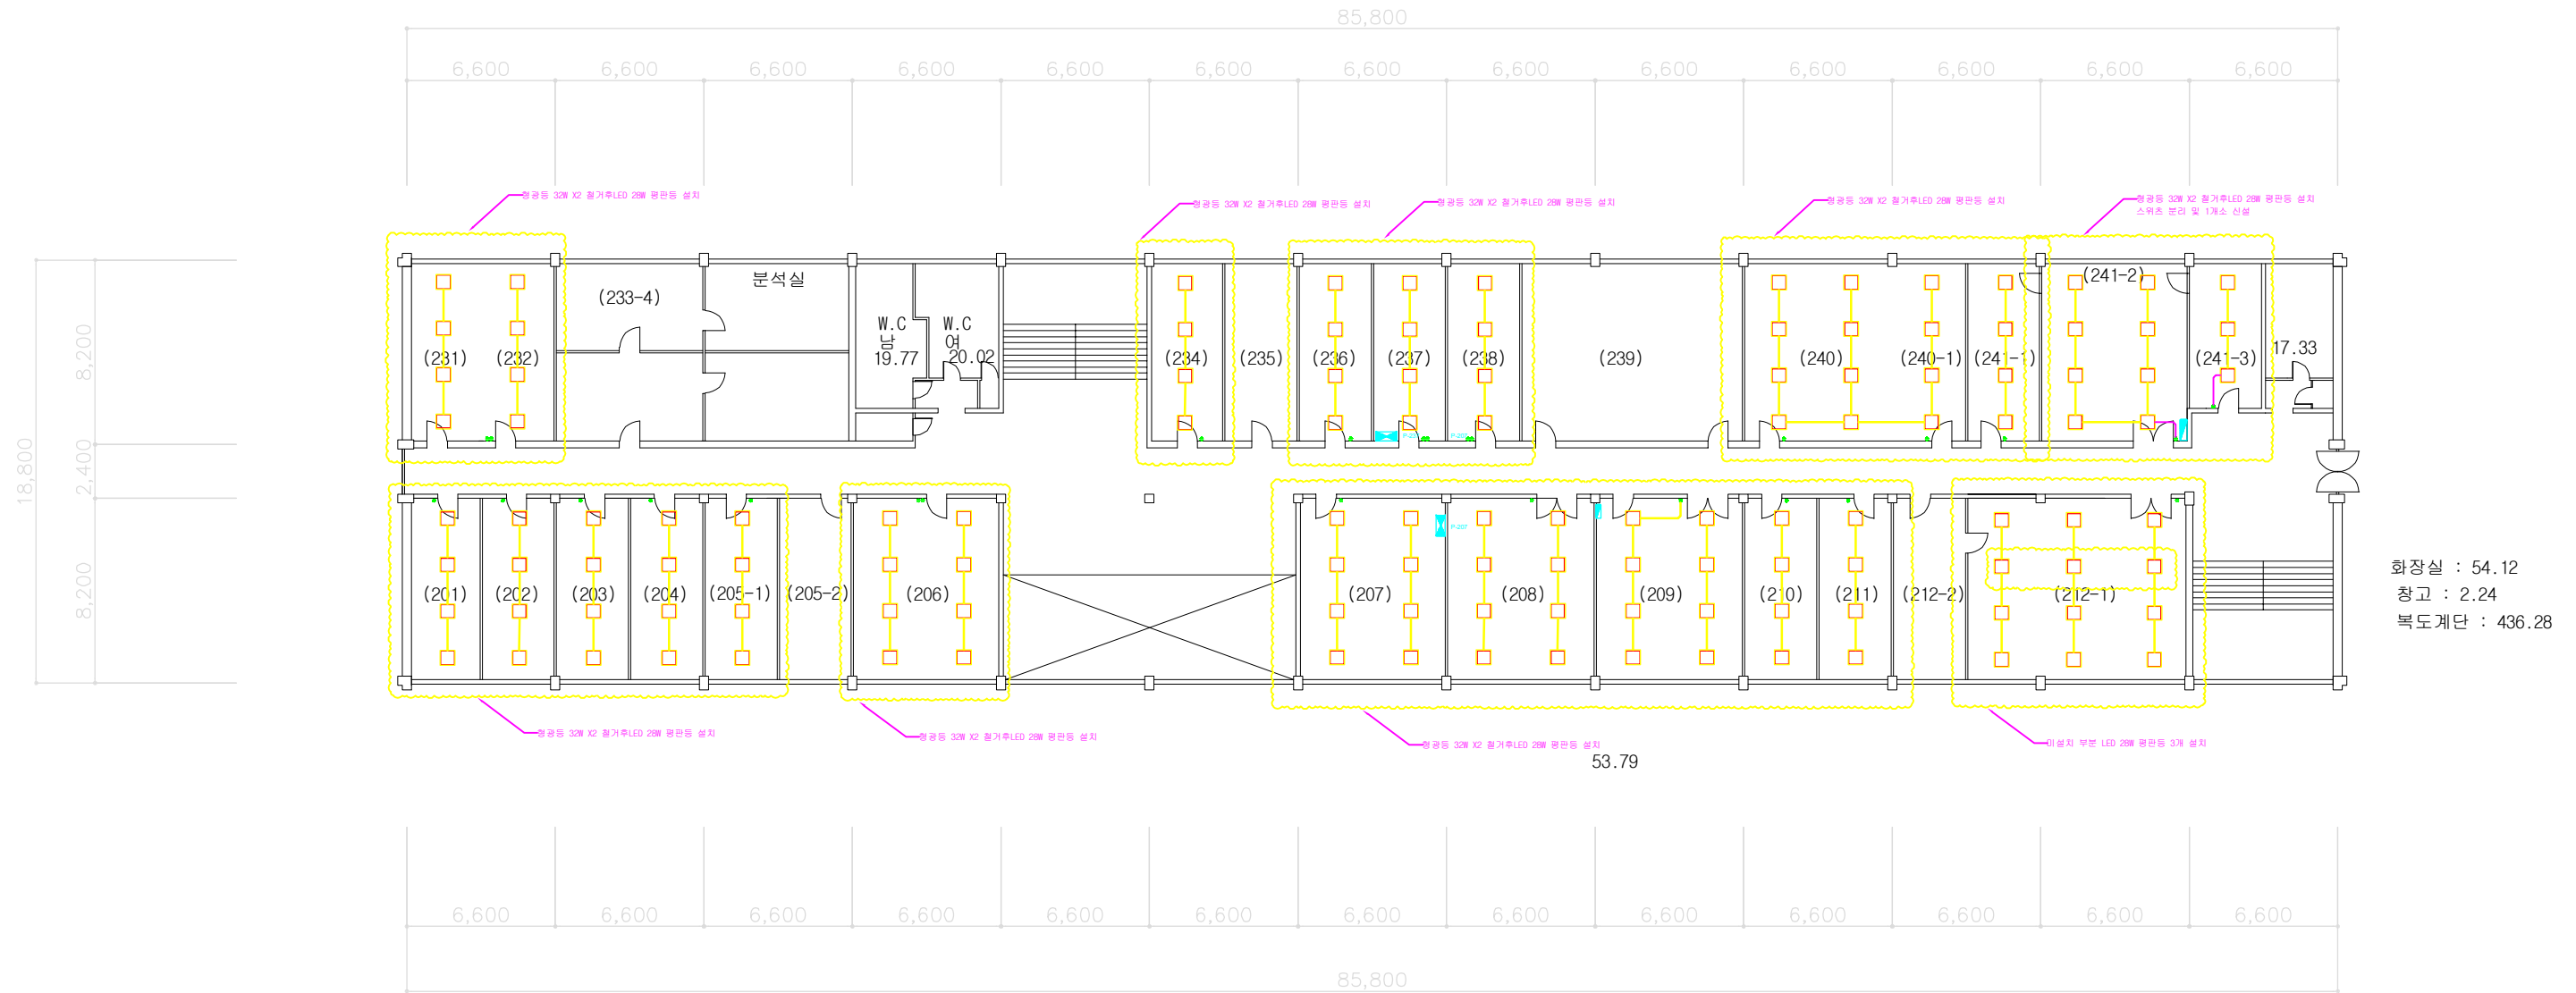 85,800
6,600 6,600 6,600 6,600 6,600 6,600 6,600 6,600 6,600 6,600 6,600 6,600 6,600
형광등 32W X2 철거후LED 28W 평판등 설치
형광등 32W X2 철거후LED 28W 평판등 설치
형광등 32W X2 철거후LED 28W 평판등 설치
형광등 32W X2 철거후LED 28W 평판등 설치
형광등 32W X2 철거후LED 28W 평판등 설치
스위츠 분리 및 1개소 신설
18,800
8,200
2,400
8,200
(231)
(232)
(233-4)
분석실
W.C
남
19.77
W.C
여
20.02
(234)
(235)
(236)
(237)
(238)
(239)
(240)
(240-1)
(241-1)
(241-2)
(241-3)
17.33
(201)
(202)
(203)
(204)
(205-1)
(205-2)
(206)
(207)
P-207
(208)
(209)
(210)
(211)
(212-2)
(212-1)
화장실 : 54.12
창고 : 2.24
복도계단 : 436.28
형광등 32W X2 철거후LED 28W 평판등 설치
형광등 32W X2 철거후LED 28W 평판등 설치
형광등 32W X2 철거후LED 28W 평판등 설치
미설치 부분 LED 28W 평판등 3개 설치
53.79
6,600 6,600 6,600 6,600 6,600 6,600 6,600 6,600 6,600 6,600 6,600 6,600 6,600
85,800